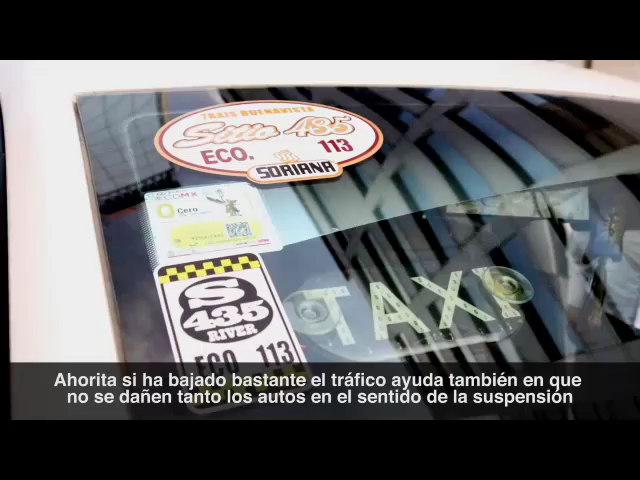 TAXIS BUENAVISTA
Sitio 435
ECO. 113
SORIANA
Cero
S
435
RIVER
ECO 113
TAXI
Ahorita si ha bajado bastante el tráfico ayuda también en que
no se dañen tanto los autos en el sentido de la suspensión